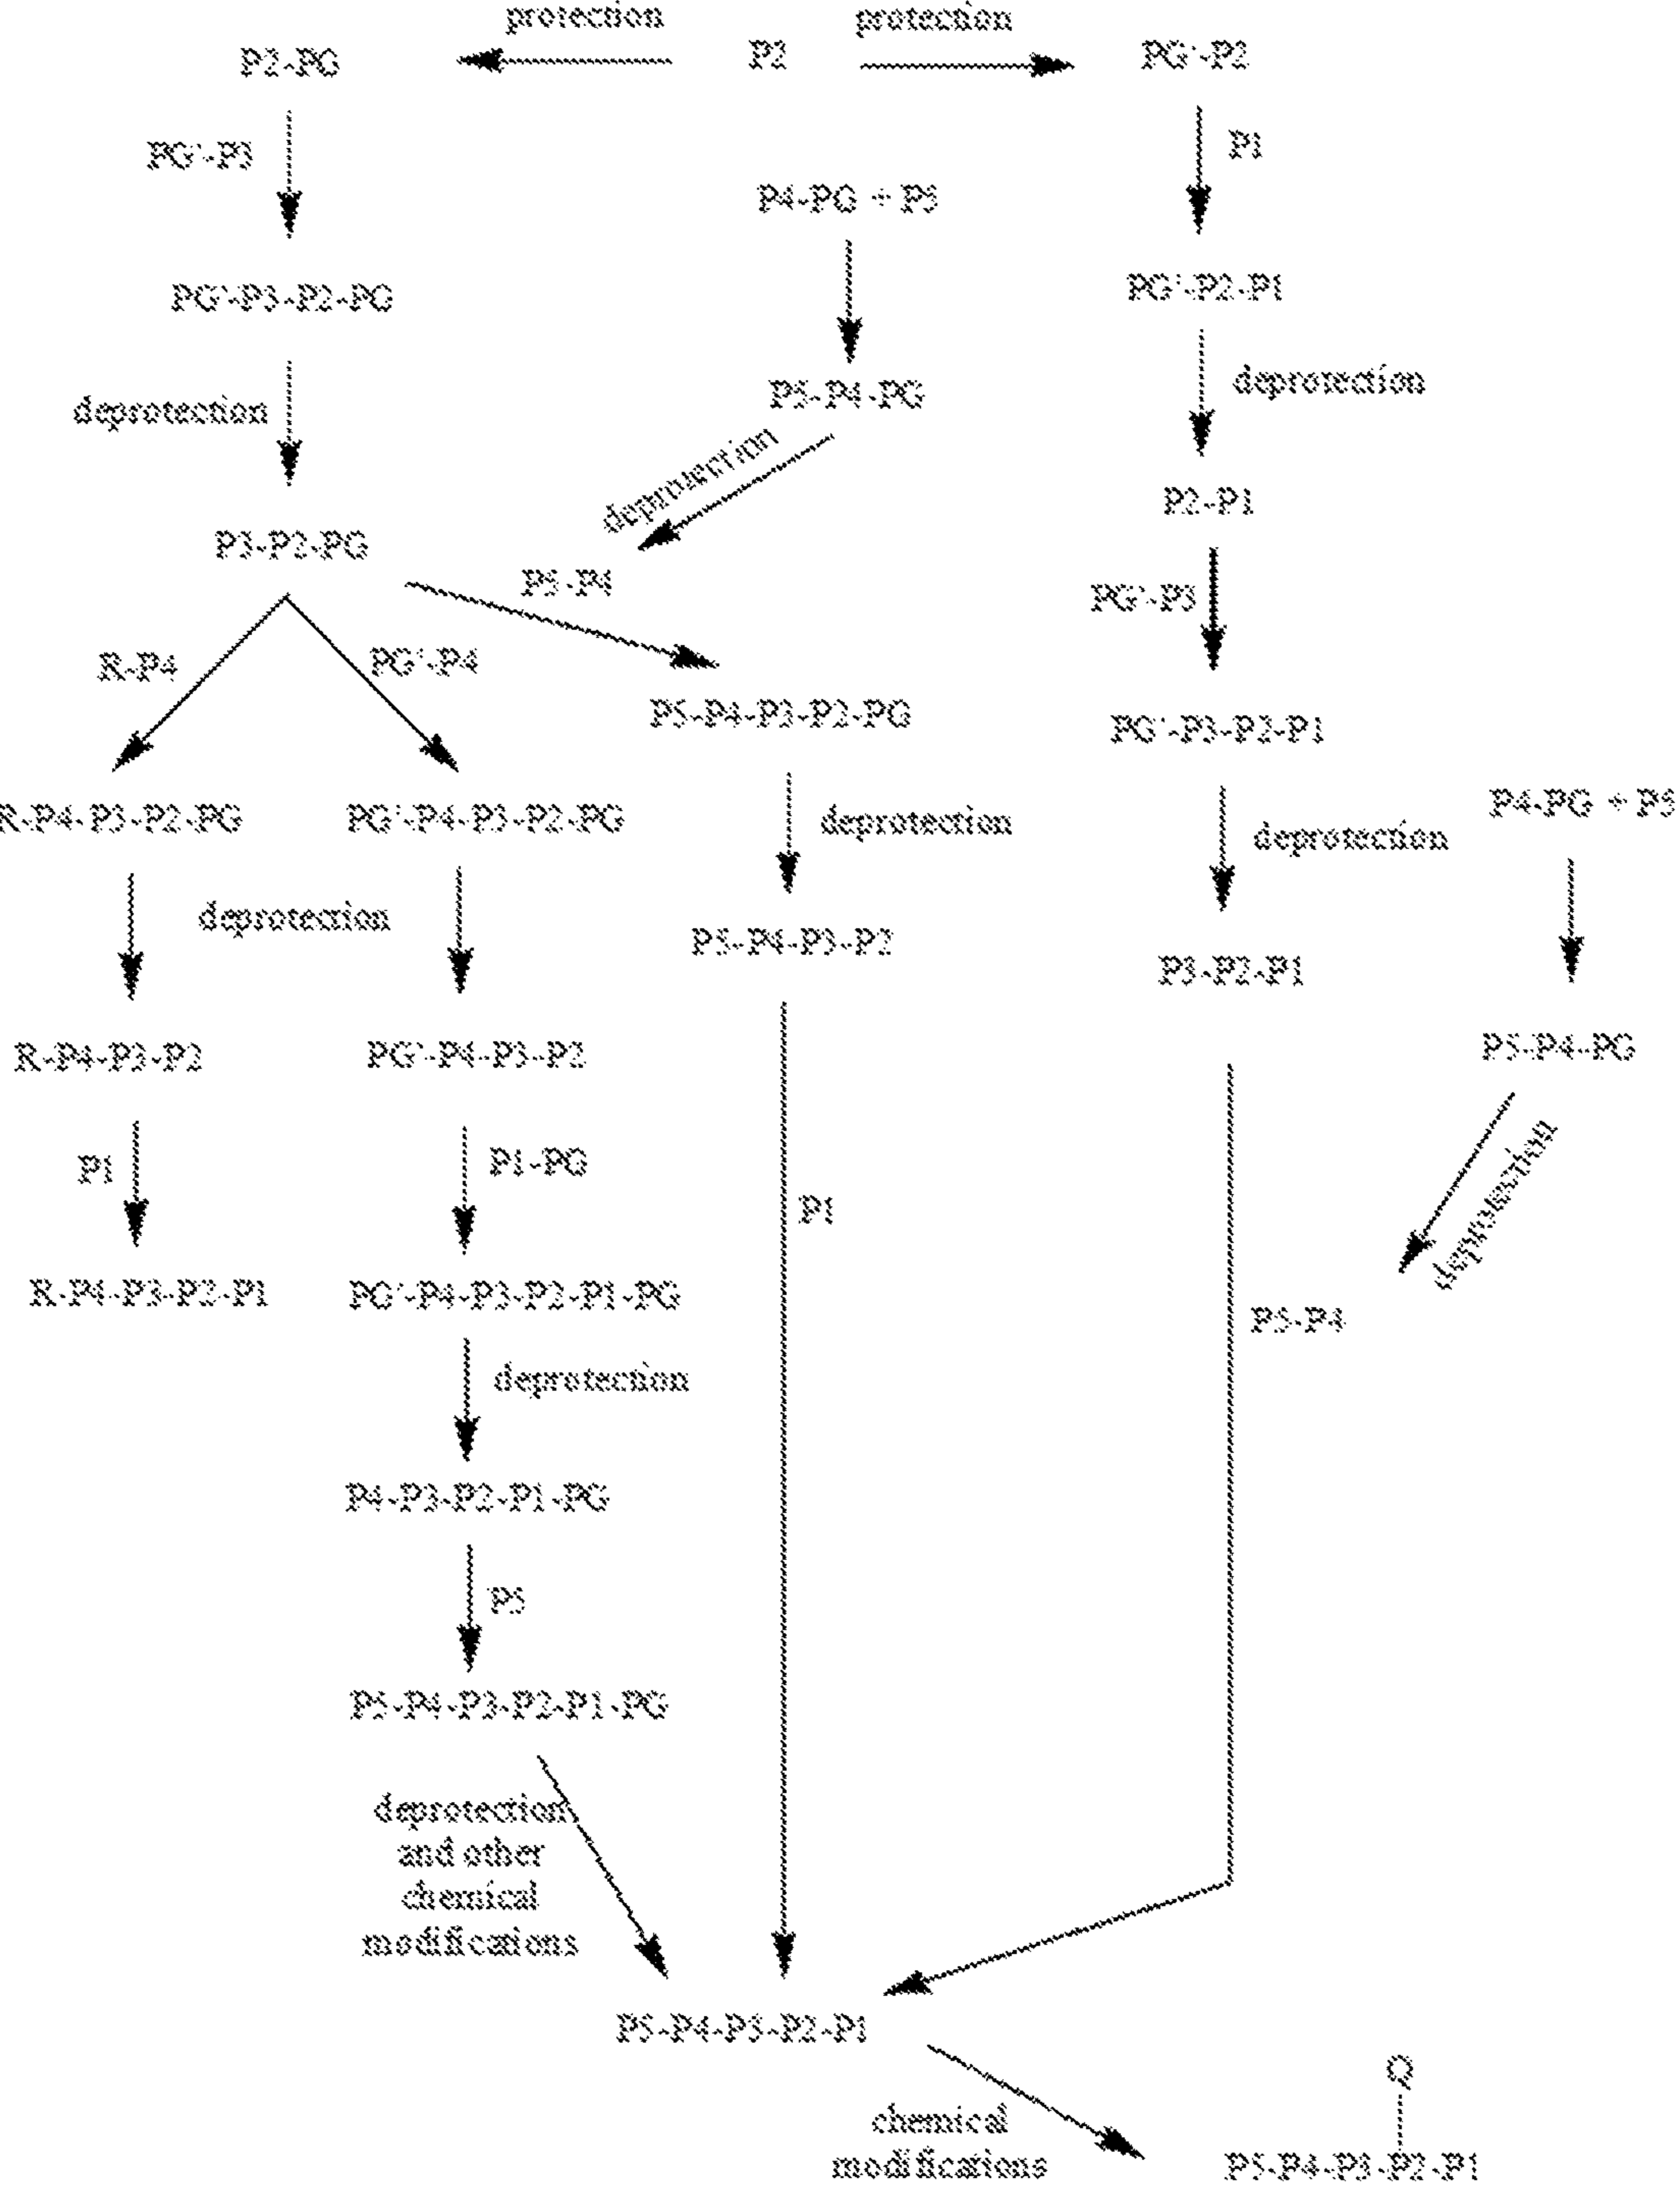 protection
protection
P2-PG
P2
PG'-P2
PG'-P3
P1
P4-PG + P5
PG'-P3-P2-PG
PG'-P2-P1
deprotection
deprotection
P5-P4-PG
deprotection
P2-P1
P3-P2-PG
P5-P4
PG'-P3
R-P4
PG'-P4
P5-P4-P3-P2-PG
PG'-P3-P2-P1
R-P4-P3-P2-PG
PG'-P4-P3-P2-PG
deprotection
deprotection
P4-PG + P5
deprotection
P5-P4-P3-P2
P3-P2-P1
R-P4-P3-P2
PG'-P4-P3-P2
P5-P4-PG
P1
P1-PG
P1
deprotection
R-P4-P3-P2-P1
PG'-P4-P3-P2-P1-PG
P5-P4
deprotection
P4-P3-P2-P1-PG
P5
P5-P4-P3-P2-P1-PG
deprotection
and other
chemical
modifications
P5-P4-P3-P2-P1
Q
chemical
modifications
P5-P4-P3-P2-P1